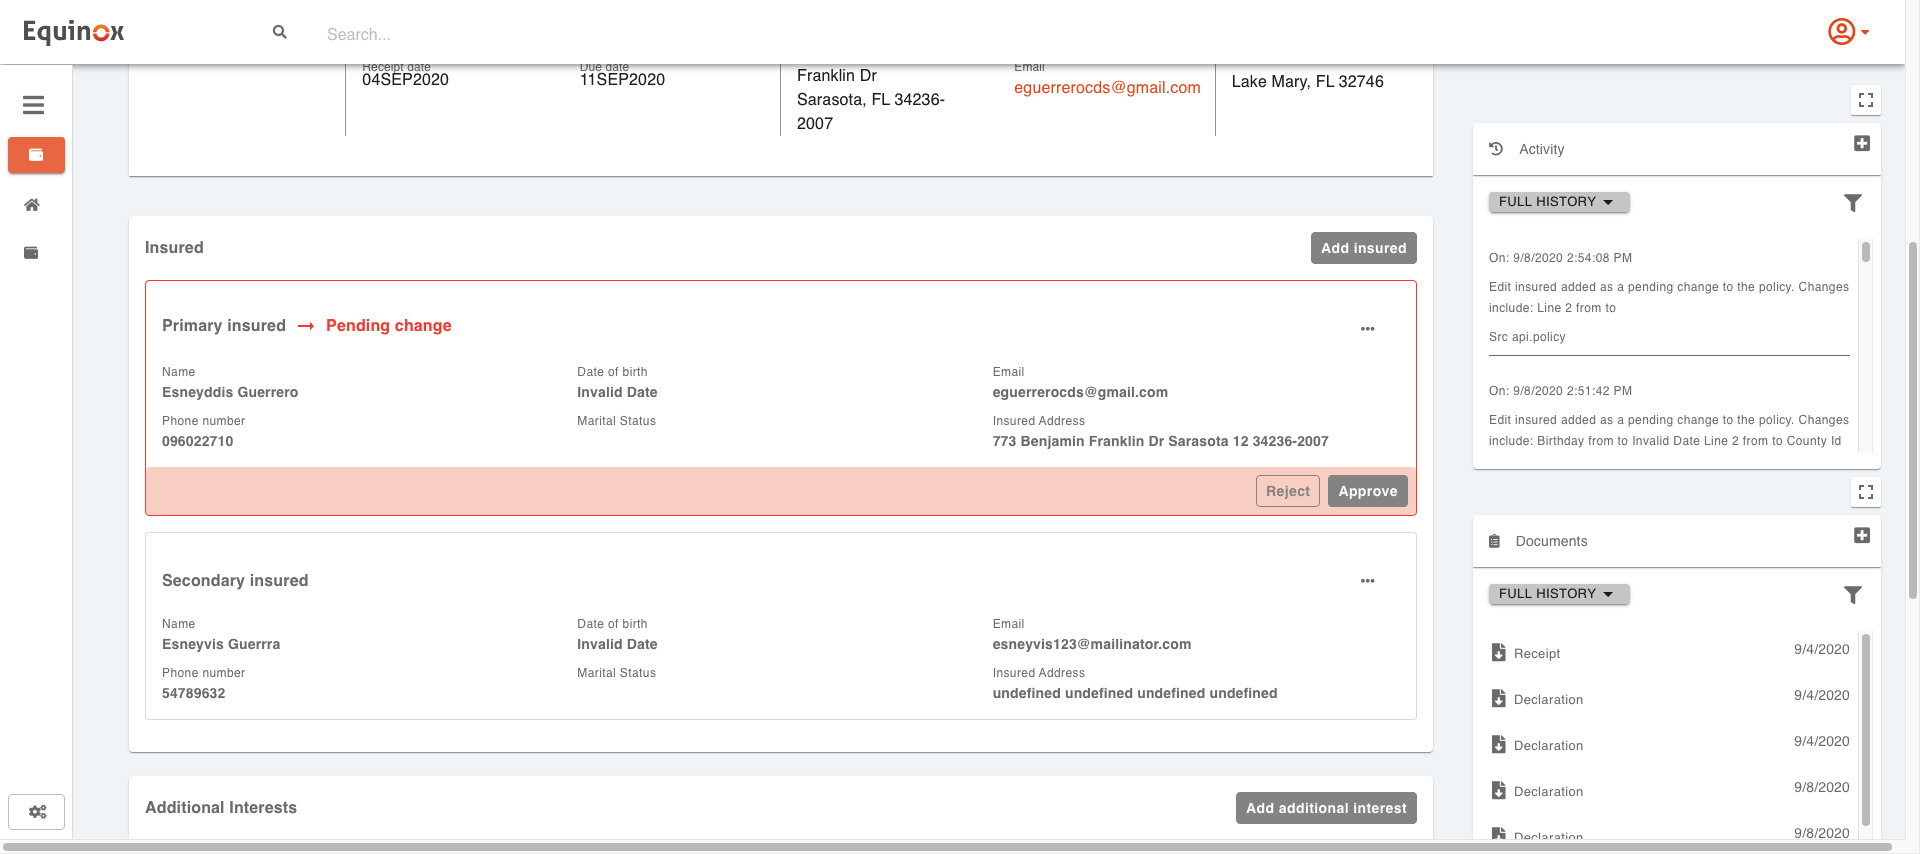 Equinox
Search...
Receipt date
04SEP2020
Due date
11SEP2020
Franklin Dr
Sarasota, FL 34236-
2007
Email
eguerrerocds@gmail.com
Lake Mary, FL 32746
Insured
Add insured
Primary insured → Pending change
...
Name
Esneyddis Guerrero
Date of birth
Invalid Date
Email
eguerrerocds@gmail.com
Phone number
096022710
Marital Status
Insured Address
773 Benjamin Franklin Dr Sarasota 12 34236-2007
Reject
Approve
Secondary insured
...
Name
Esneyvis Guerrra
Date of birth
Invalid Date
Email
esneyvis123@mailinator.com
Phone number
54789632
Marital Status
Insured Address
undefined undefined undefined undefined
Additional Interests
Add additional interest
Activity
FULL HISTORY
On: 9/8/2020 2:54:08 PM
Edit insured added as a pending change to the policy. Changes
include: Line 2 from to
Src api.policy
On: 9/8/2020 2:51:42 PM
Edit insured added as a pending change to the policy. Changes
include: Birthday from to Invalid Date Line 2 from to County Id
Documents
FULL HISTORY
Receipt 9/4/2020
Declaration 9/4/2020
Declaration 9/4/2020
Declaration 9/8/2020
Declaration 9/8/2020